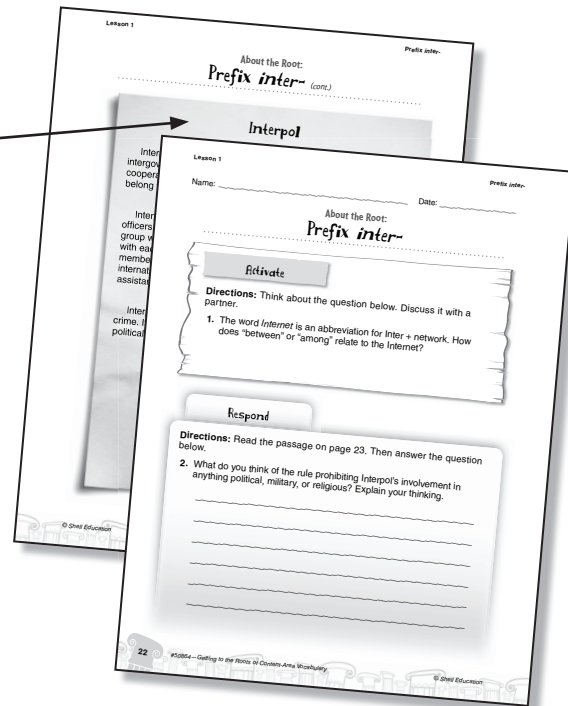 Lesson 1
Prefix inter-
About the Root:
Prefix inter- (cont.)
Interpol
Inter
intergov
coopera
belong
Inter
officers
group w
with eac
membe
internat
assistan
Inter
crime. I
political
© Shell Education
Lesson 1
Prefix inter-
Name:
Date:
About the Root:
Prefix inter-
Activate
Directions: Think about the question below. Discuss it with a
partner.
1. The word Internet is an abbreviation for Inter + network. How
does "between" or "among" relate to the Internet?
Respond
Directions: Read the passage on page 23. Then answer the question
below.
2. What do you think of the rule prohibiting Interpol's involvement in
anything political, military, or religious? Explain your thinking.
22
#50864 – Getting to the Roots of Content-Area Vocabulary
© Shell Education